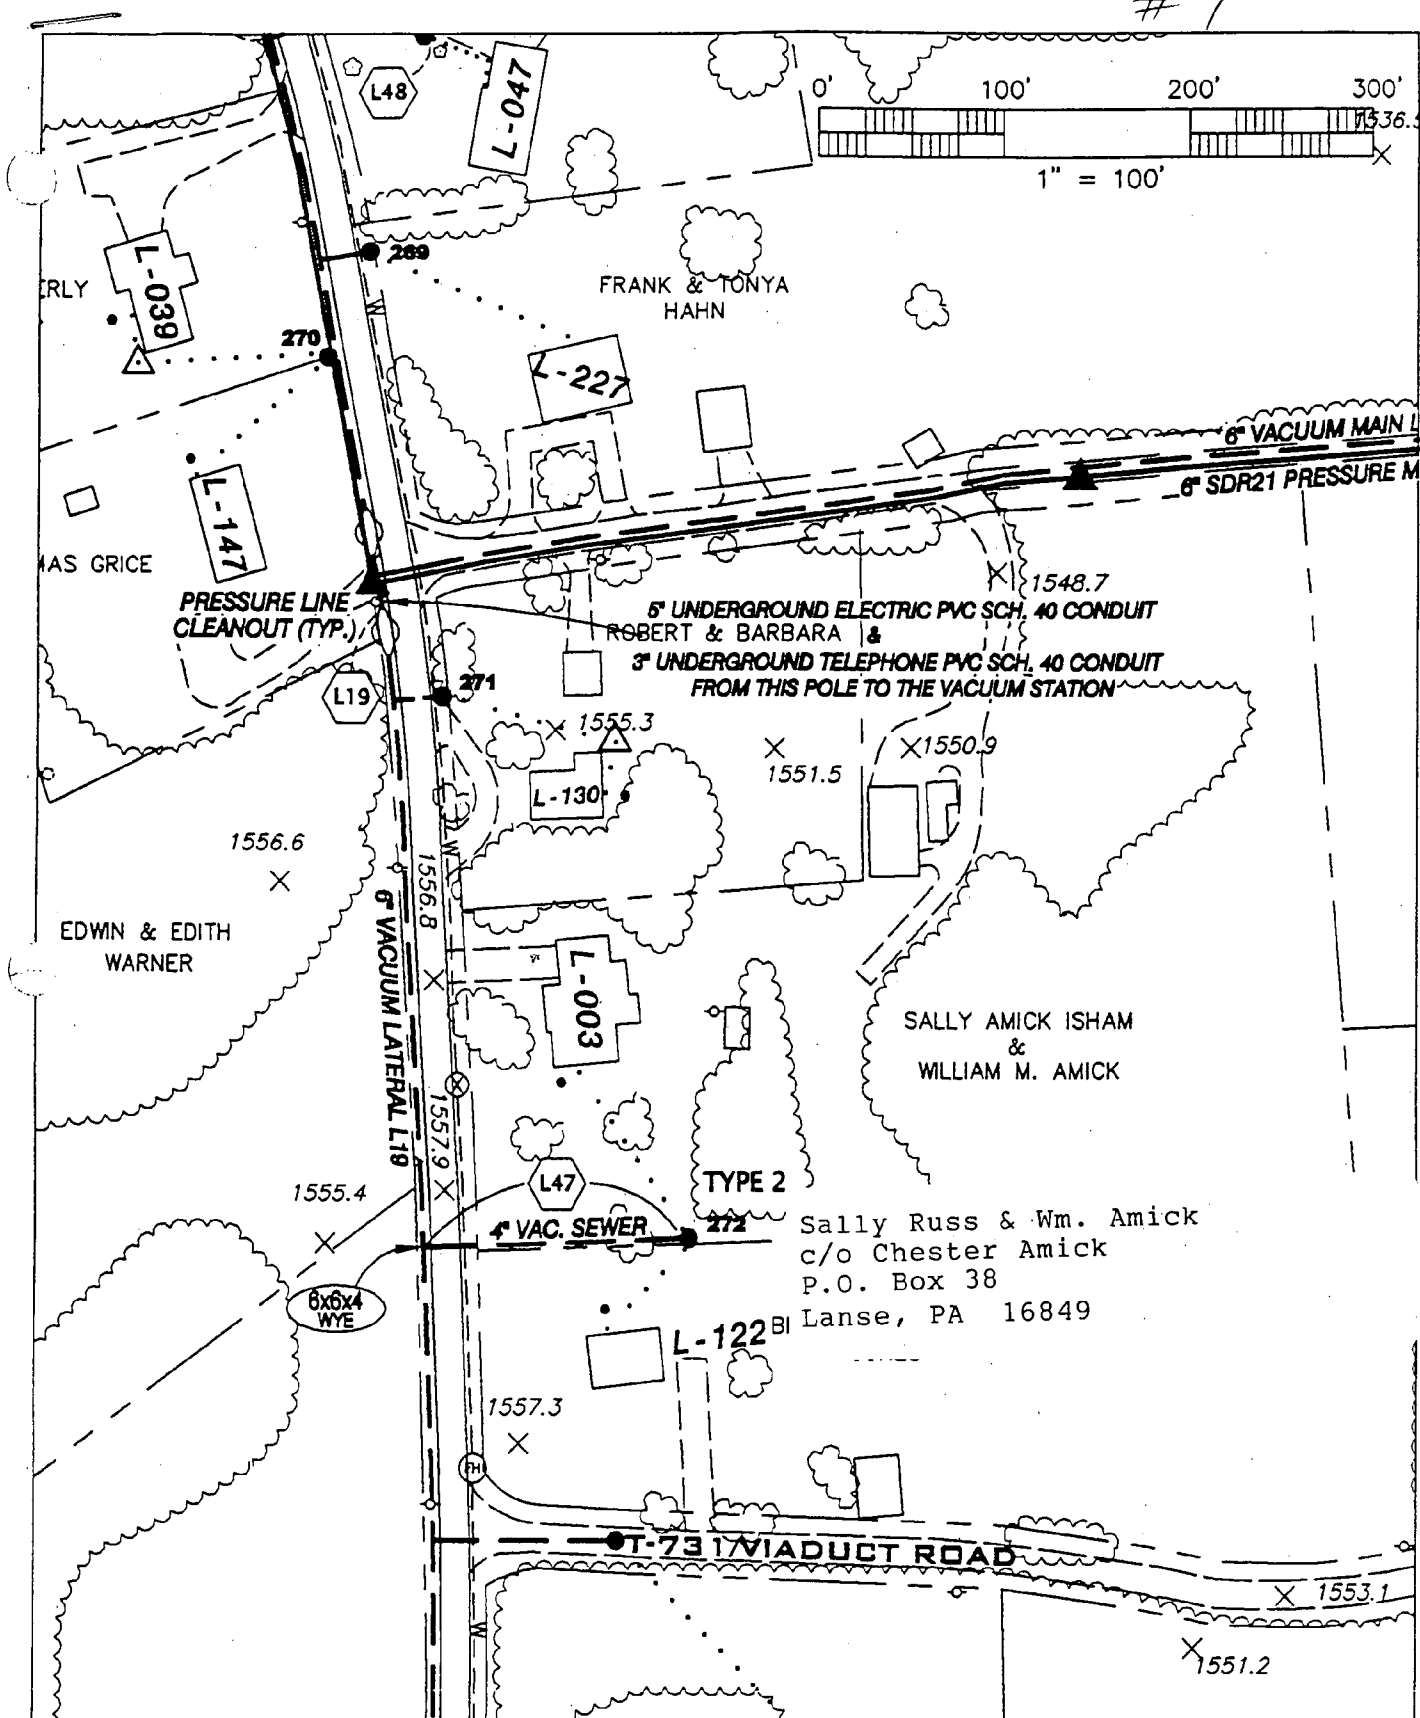 # 1
0' 100' 200' 300'
1" = 100'
1536.5
L48
L-047
L-039
ERLY
269
270
FRANK & TONYA
HAHN
W
L-227
6" VACUUM MAIN L
6" SDR21 PRESSURE M
L-147
MAS GRICE
PRESSURE LINE
CLEANOUT (TYP.)
1548.7
5" UNDERGROUND ELECTRIC PVC SCH. 40 CONDUIT
ROBERT & BARBARA &
3" UNDERGROUND TELEPHONE PVC SCH. 40 CONDUIT
FROM THIS POLE TO THE VACUUM STATION
L19
271
1555.3
1551.5
1550.9
L-130
1556.6
W
1556.8
6" VACUUM LATERAL L19
EDWIN & EDITH
WARNER
L-003
SALLY AMICK ISHAM
&
WILLIAM M. AMICK
1557.9
L47
TYPE 2
1555.4
4" VAC. SEWER
272
Sally Russ & Wm. Amick
c/o Chester Amick
P.O. Box 38
Lanse, PA 16849
6x6x4
WYE
L-122
BI
1557.3
FH
T-731/VIADUCT ROAD
1553.1
W
1551.2